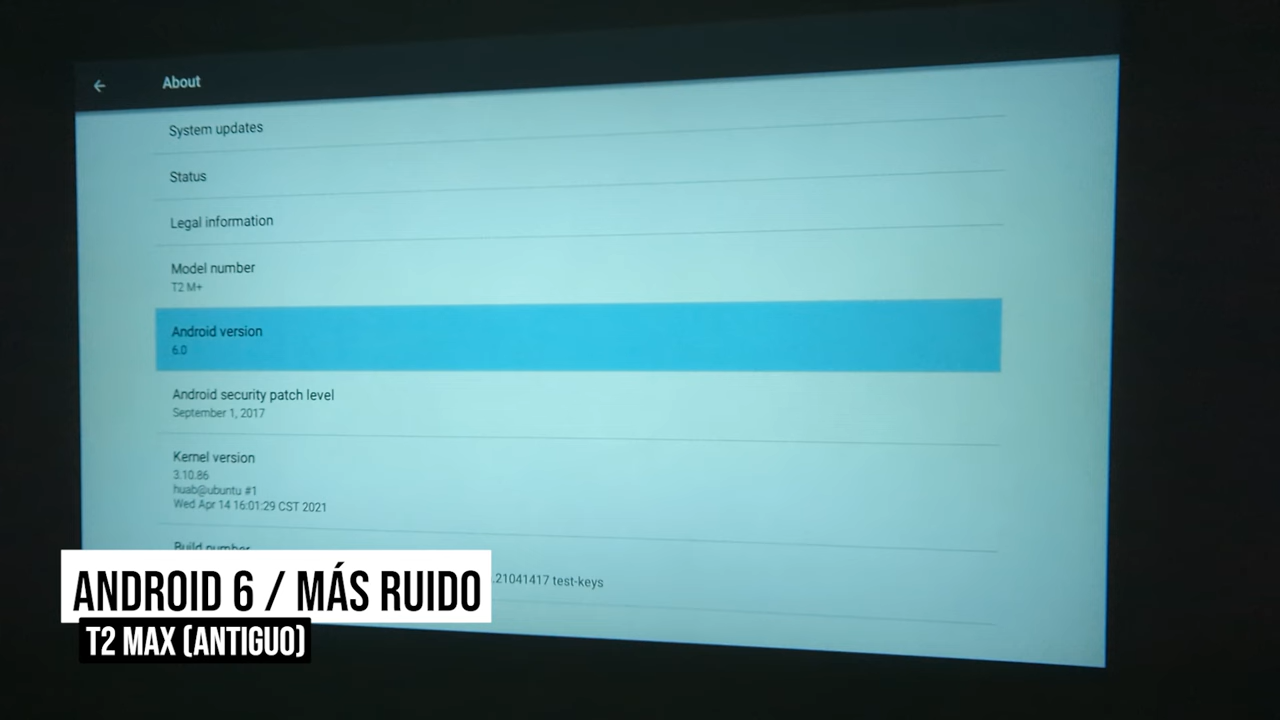 About
System updates
Status
Legal information
Model number
T2 M+
Android version
6.0
Android security patch level
September 1, 2017
Kernel version
3.10.86
huab@ubuntu #1
Wed Apr 14 16:01:29 CST 2021
Build number
.21041417 test-keys
ANDROID 6 / MÁS RUIDO
T2 MAX (ANTIGUO)